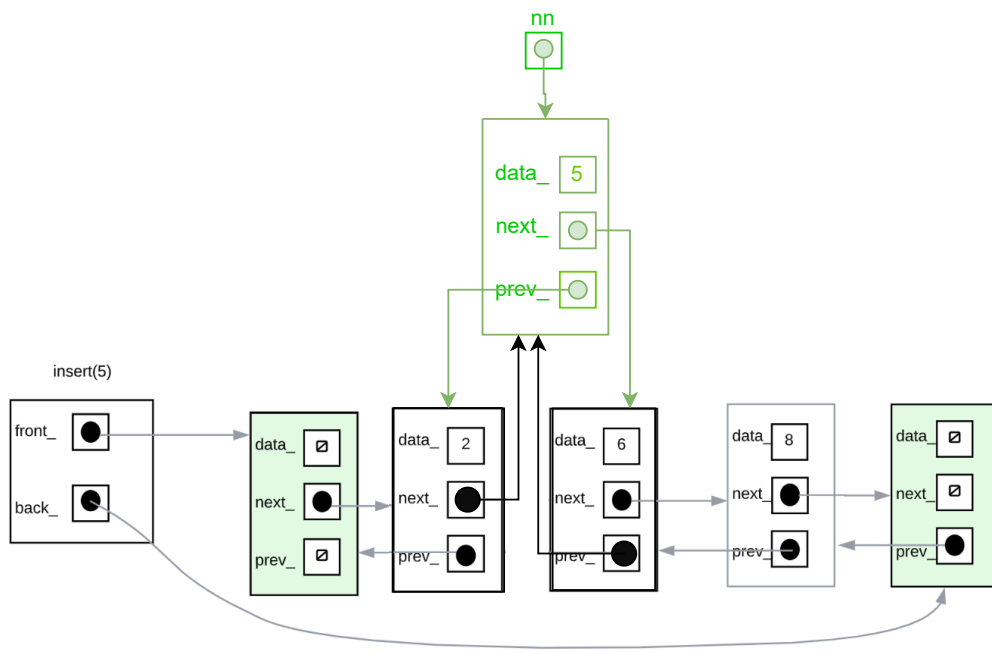 nn
data_ 5
next_
prev_
insert(5)
front_
back_
data_
next_
prev_
data_ 2
next_
prev_
data_ 6
next_
prev_
data_ 8
next_
prev_
data_
next_
prev_